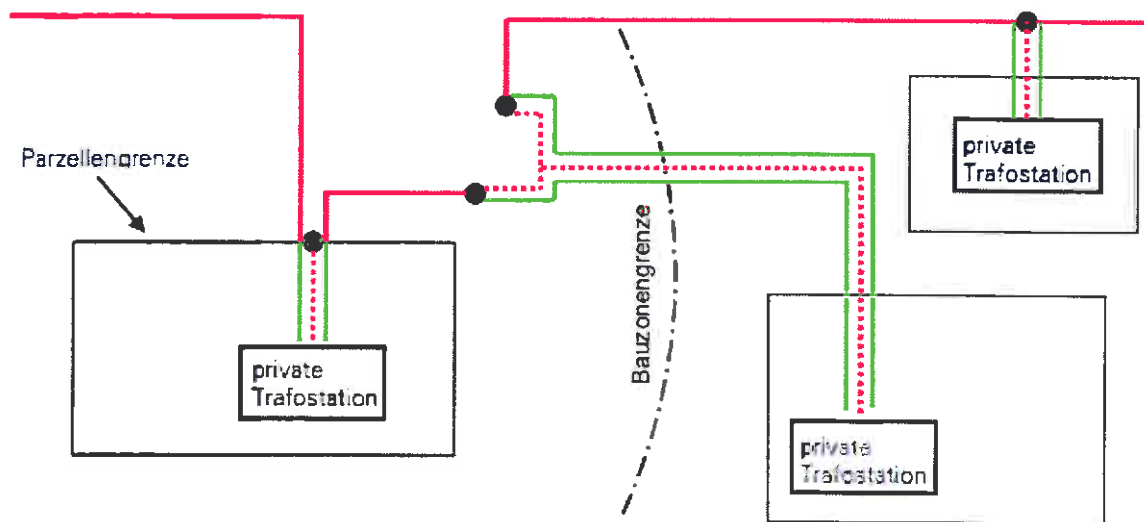 Parzellengrenze
private
Trafostation
Bauzonengrenze
private
Trafostation
private
Trafostation